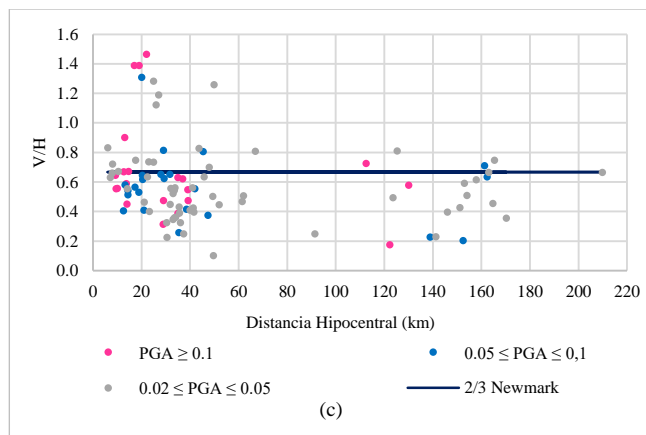 (c)
1.6
1.4
1.2
1.0
0.8
0.6
0.4
0.2
0.0
V/H
0 20 40 60 80 100 120 140 160 180 200 220
Distancia Hipocentral (km)
PGA ≥ 0.1
0.05 ≤ PGA ≤ 0,1
0.02 ≤ PGA ≤ 0.05
2/3 Newmark
(c)